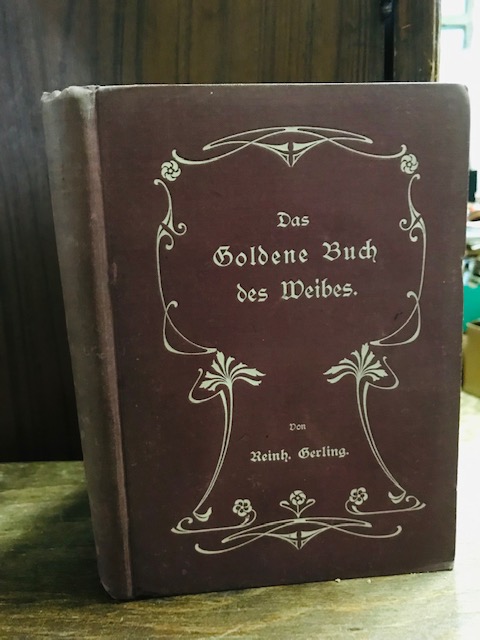 Das
Goldene Buch
des Weibes.
Von
Reinh. Gerling.